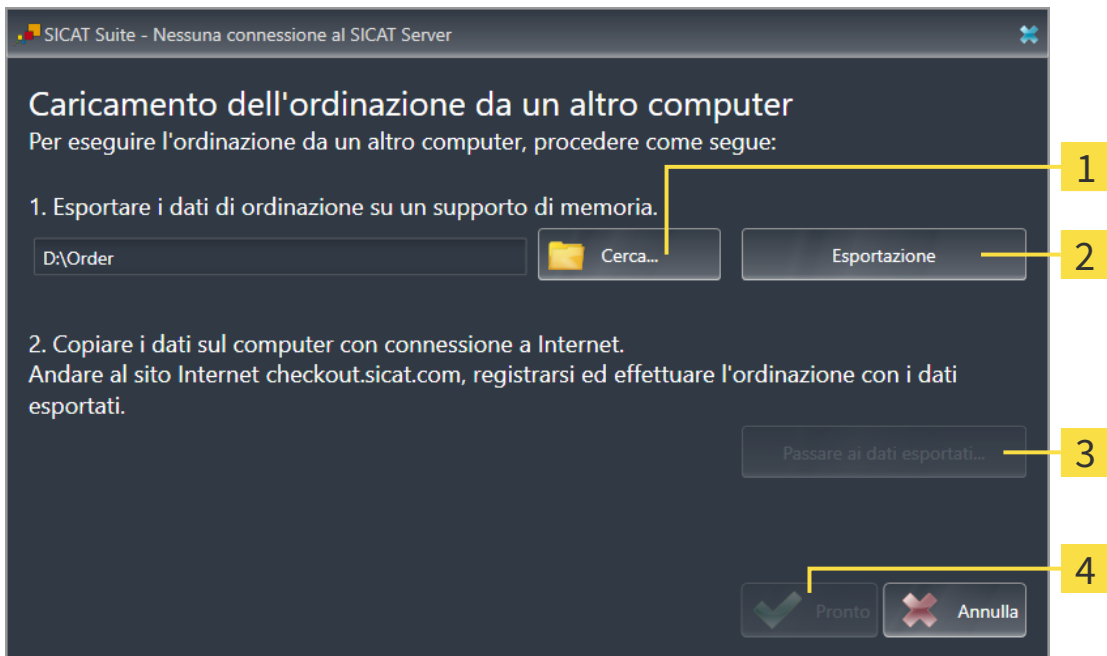 SICAT Suite - Nessuna connessione al SICAT Server
Caricamento dell'ordinazione da un altro computer
Per eseguire l'ordinazione da un altro computer, procedere come segue:
1
1. Esportare i dati di ordinazione su un supporto di memoria.
D:\Order
Cerca...
Esportazione
2
2. Copiare i dati sul computer con connessione a Internet.
Andare al sito Internet checkout.sicat.com, registrarsi ed effettuare l'ordinazione con i dati
esportati.
Passare ai dati esportati...
3
4
Pronto
Annulla